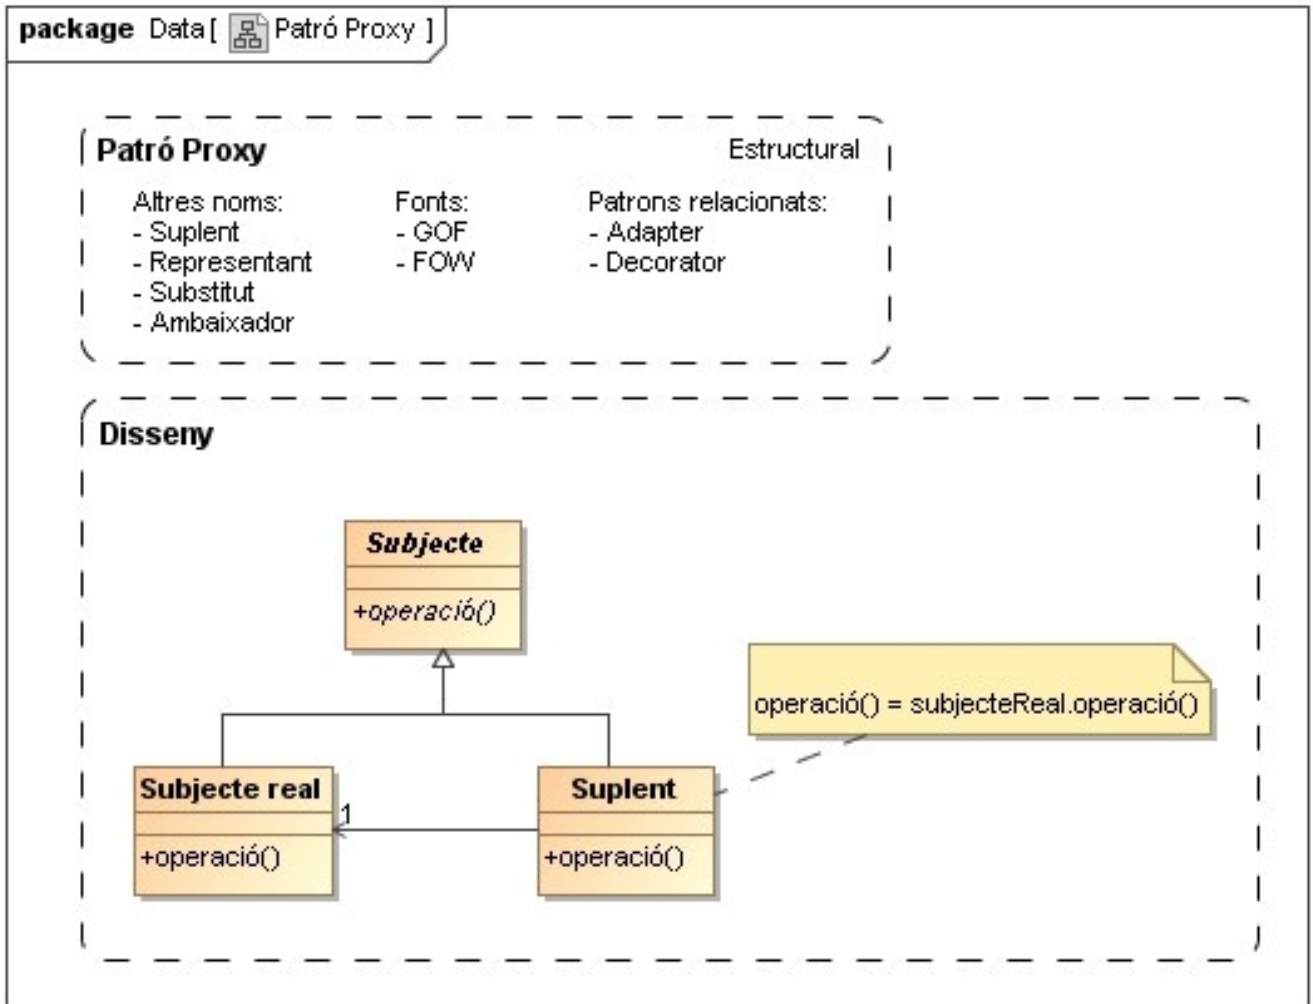 package Data[ Patró Proxy ]
Patró Proxy Estructural
Altres noms: Fonts: Patrons relacionats:
- Suplent - GOF - Adapter
- Representant - FOW - Decorator
- Substitut
- Ambaixador
Disseny
Subjecte
+operació()
operació() = subjecteReal.operació()
Subjecte real
1
+operació()
Suplent
+operació()